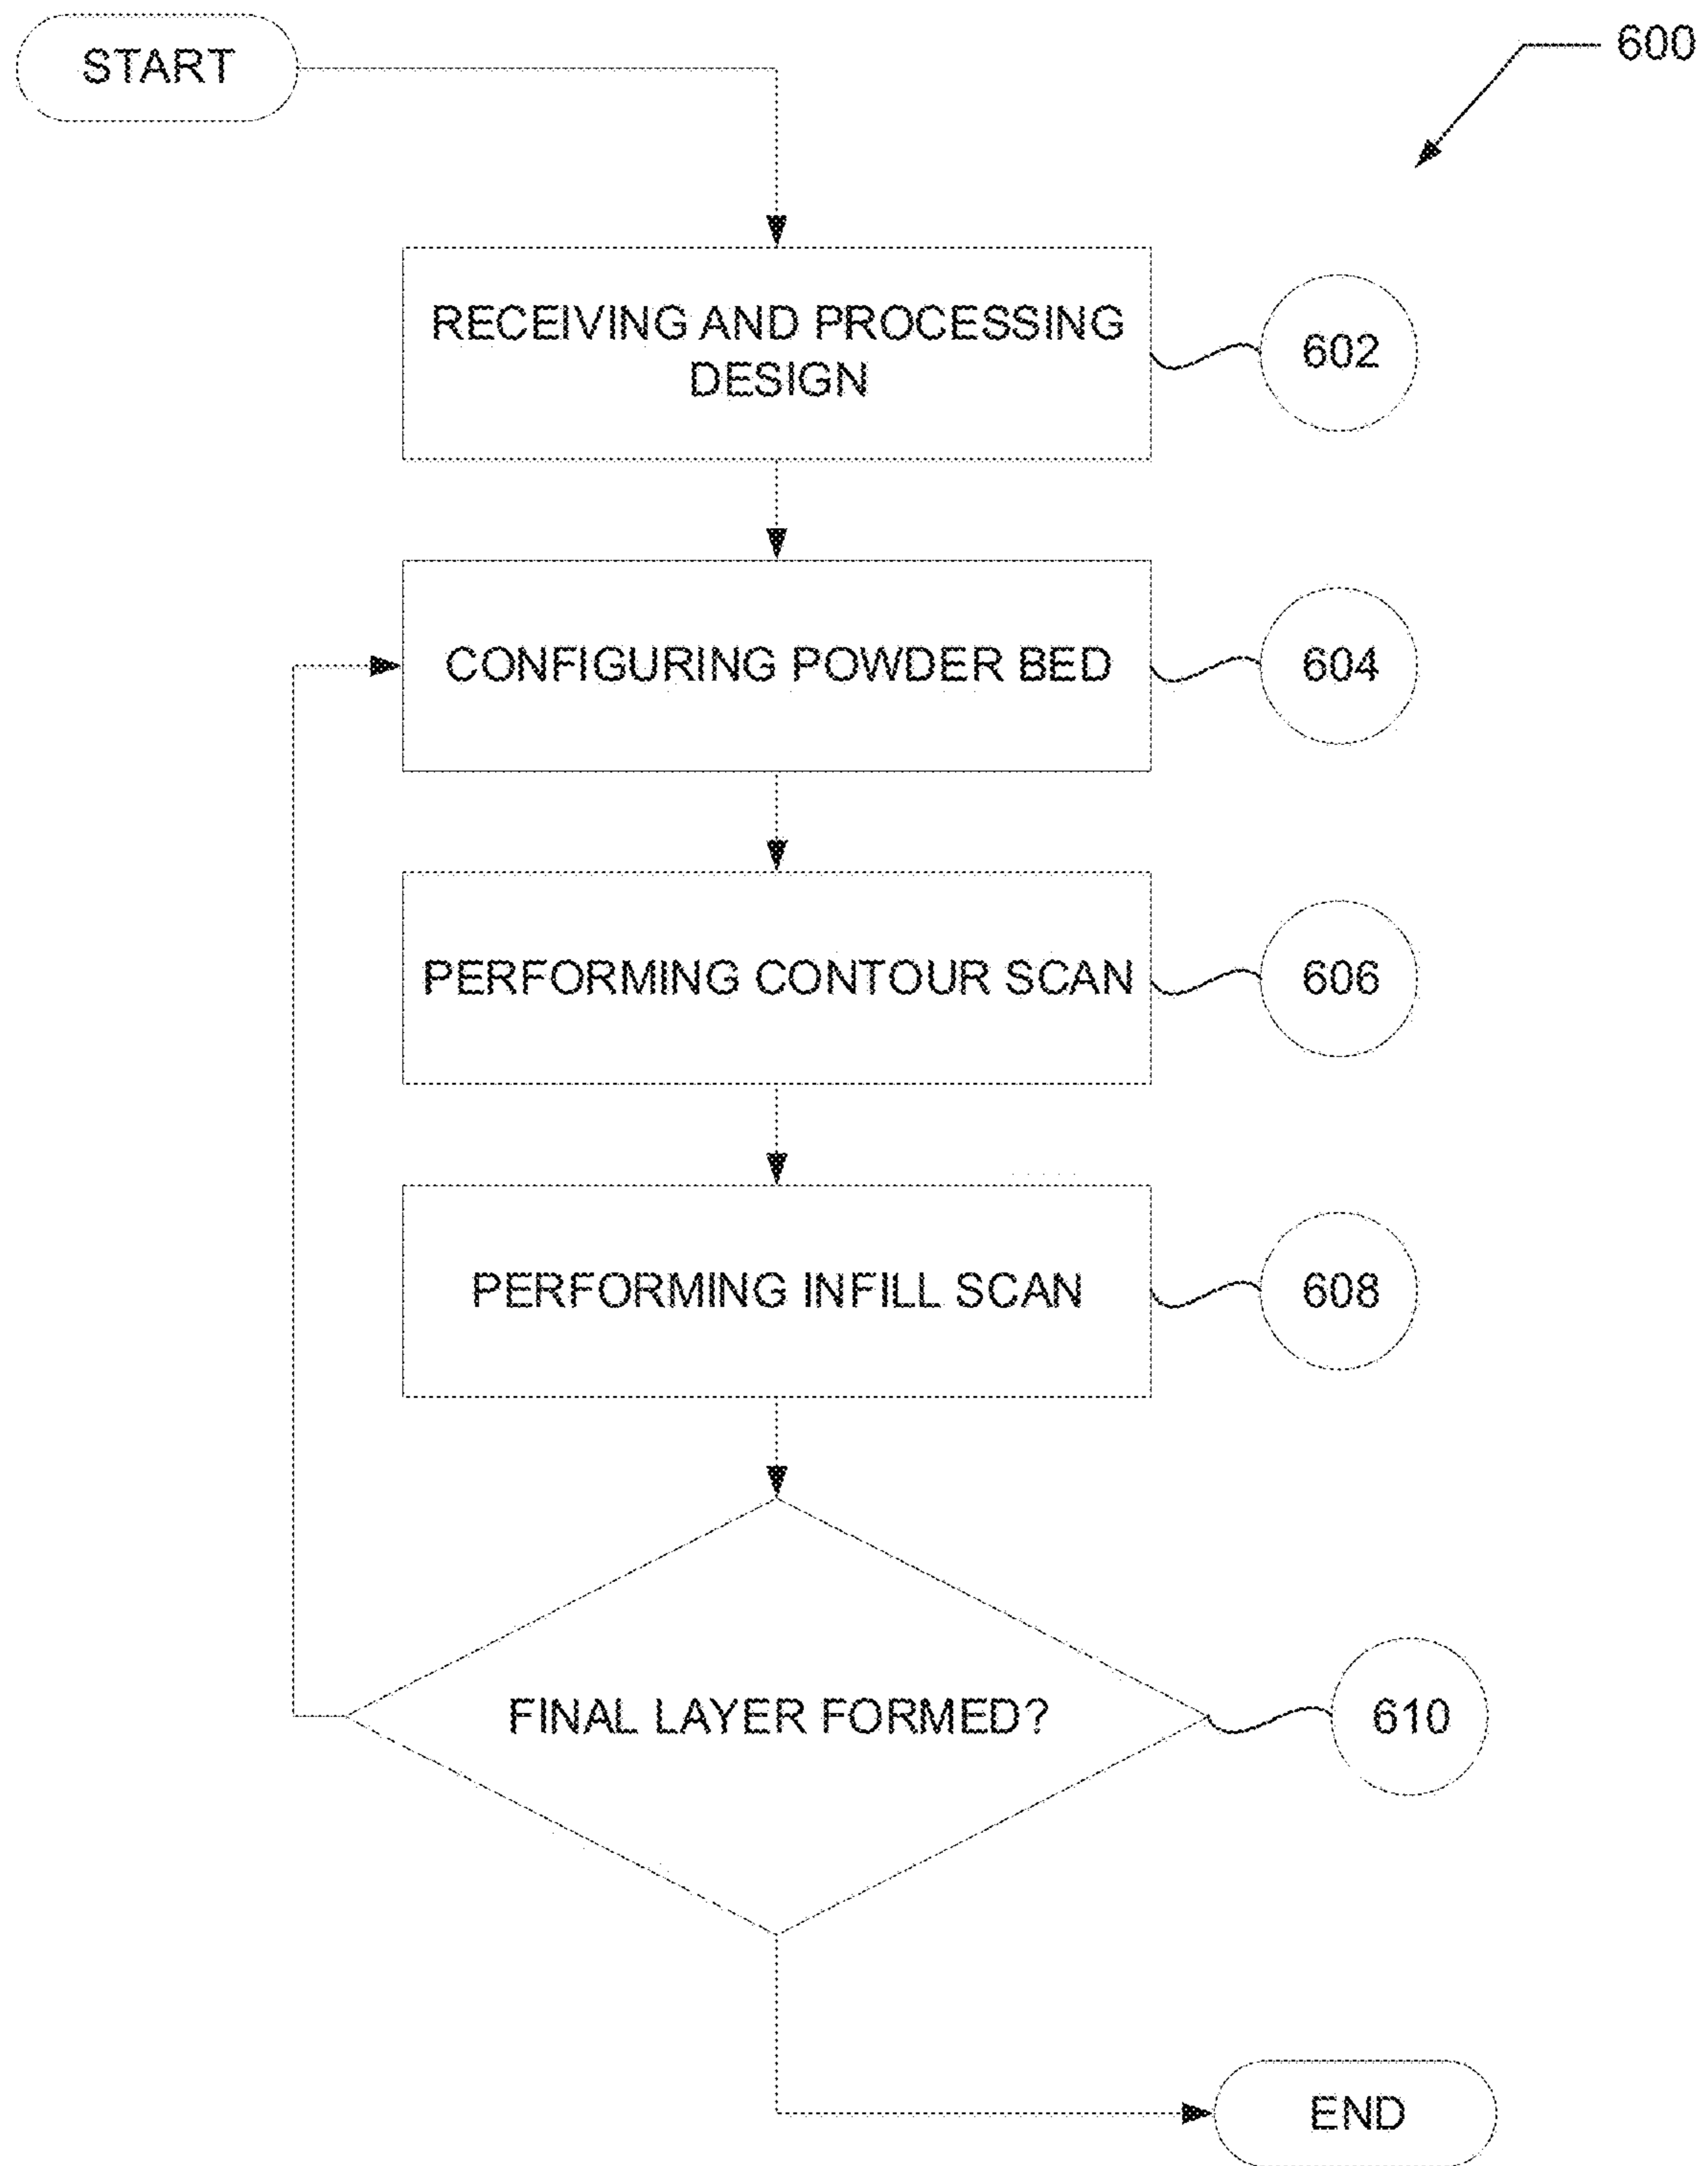 START
600
RECEIVING AND PROCESSING
DESIGN
602
CONFIGURING POWDER BED
604
PERFORMING CONTOUR SCAN
606
PERFORMING INFILL SCAN
608
FINAL LAYER FORMED?
610
END